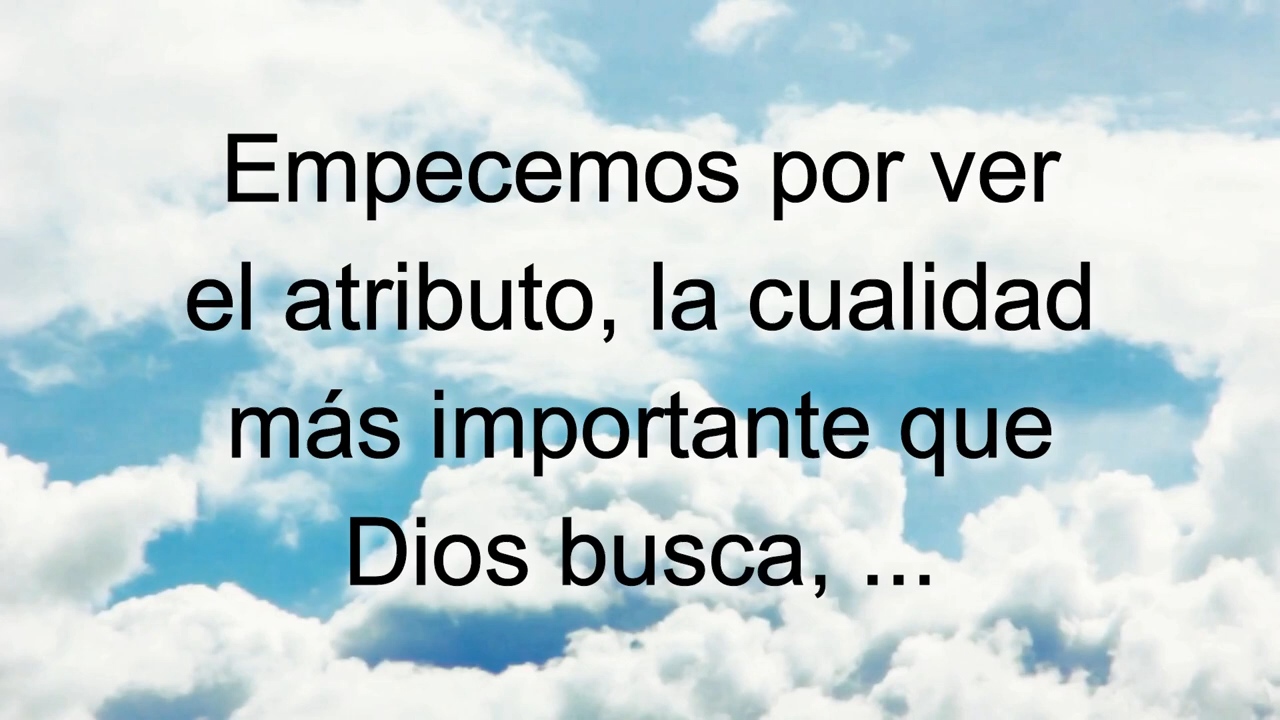 Empecemos por ver
el atributo, la cualidad
más importante que
Dios busca, ...